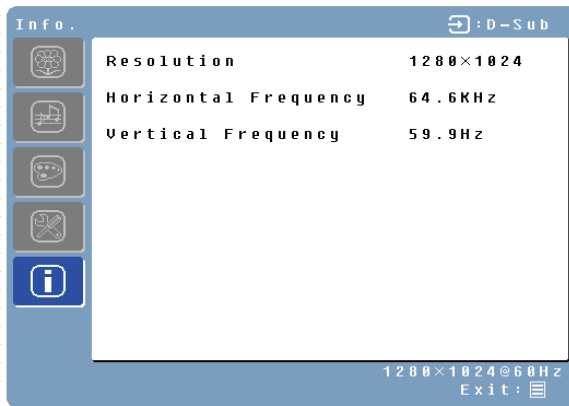 Info.
:D-Sub
Resolution 1280×1024
Horizontal Frequency 64.6KHz
Vertical Frequency 59.9Hz
i
1280×1024@60Hz
Exit: